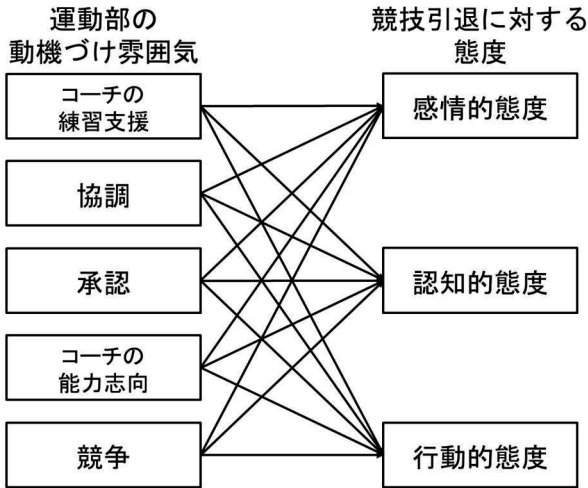 運動部の
動機づけ雰囲気
コーチの
練習支援
協調
承認
コーチの
能力志向
競争
競技引退に対する
態度
感情的態度
認知的態度
行動的態度